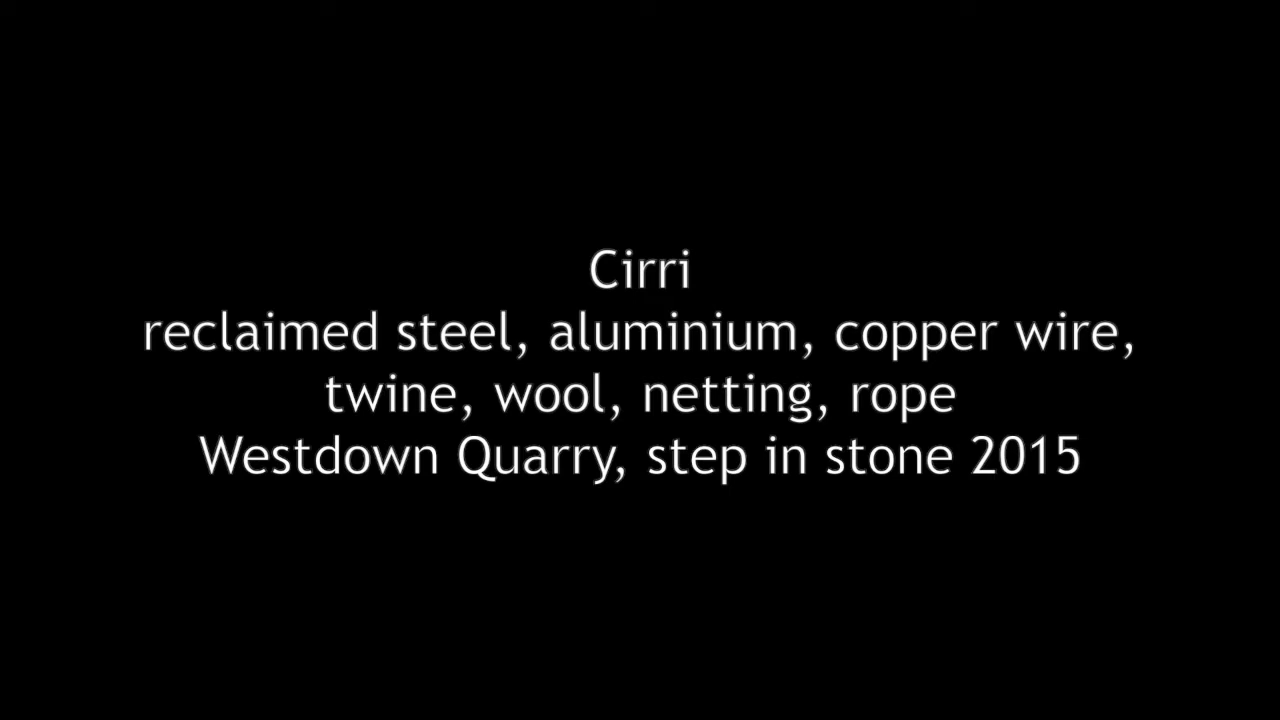 Cirri
reclaimed steel, aluminium, copper wire,
twine, wool, netting, rope
Westdown Quarry, step in stone 2015